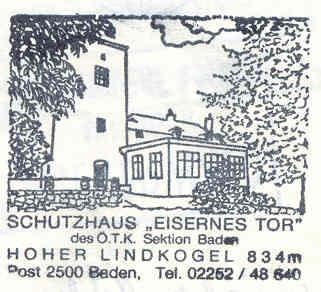 SCHUTZHAUS „EISERNES TOR"
des Ö.T.K. Sektion Baden
HOHER LINDKOGEL 834m
Post 2500 Baden, Tel. 02252 / 48 640